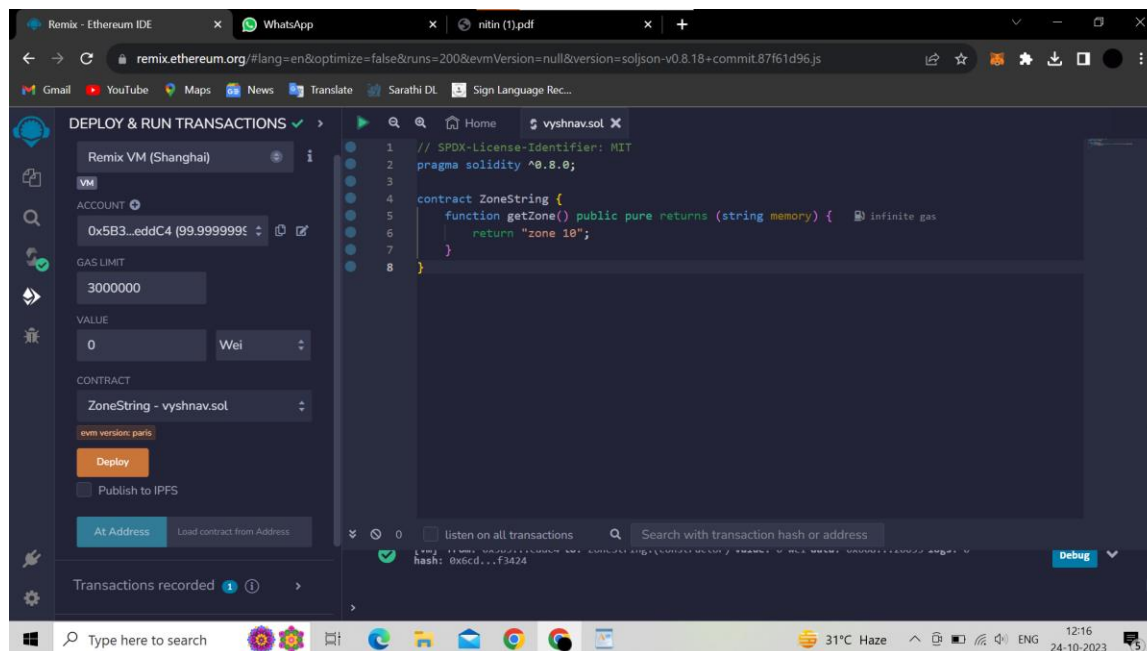 Remix - Ethereum IDE
WhatsApp
nitin (1).pdf
remix.ethereum.org/#lang=en&optimize=false&runs=200&evmVersion=null&version=soljson-v0.8.18+commit.87f61d96.js
Gmail YouTube Maps News Translate Sarathi DL Sign Language Rec...
DEPLOY & RUN TRANSACTIONS
Home vyshnav.sol
Remix VM (Shanghai)
VM
ACCOUNT
0x5B3...eddC4 (99.9999999
GAS LIMIT
3000000
VALUE
0 Wei
CONTRACT
ZoneString - vyshnav.sol
evm version: paris
Deploy
Publish to IPFS
At Address Load contract from Address
Transactions recorded 1
1 // SPDX-License-Identifier: MIT
2 pragma solidity ^0.8.0;
3
4 contract ZoneString {
5 function getZone() public pure returns (string memory) { infinite gas
6 return "zone 10";
7 }
8 }
0 listen on all transactions Search with transaction hash or address
hash: 0x6cd...f3424
Debug
>
Type here to search
31°C Haze ENG 12:16
24-10-2023 5